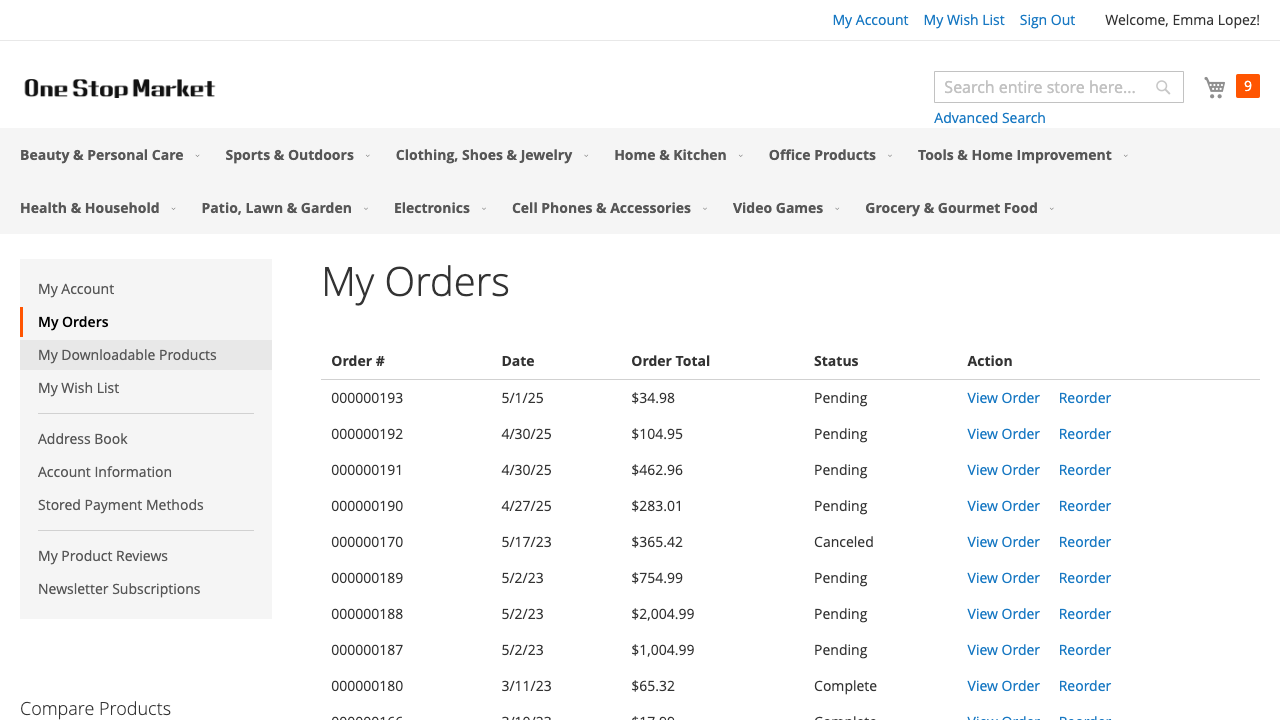 My Account My Wish List Sign Out Welcome, Emma Lopez!
One Stop Market
Search entire store here...
9
Advanced Search
Beauty & Personal Care Sports & Outdoors Clothing, Shoes & Jewelry Home & Kitchen Office Products Tools & Home Improvement
Health & Household Patio, Lawn & Garden Electronics Cell Phones & Accessories Video Games Grocery & Gourmet Food
My Account
My Orders
My Downloadable Products
My Wish List
Address Book
Account Information
Stored Payment Methods
My Product Reviews
Newsletter Subscriptions
Compare Products
My Orders
Order # Date Order Total Status Action
000000193 5/1/25 $34.98 Pending View Order Reorder
000000192 4/30/25 $104.95 Pending View Order Reorder
000000191 4/30/25 $462.96 Pending View Order Reorder
000000190 4/27/25 $283.01 Pending View Order Reorder
000000170 5/17/23 $365.42 Canceled View Order Reorder
000000189 5/2/23 $754.99 Pending View Order Reorder
000000188 5/2/23 $2,004.99 Pending View Order Reorder
000000187 5/2/23 $1,004.99 Pending View Order Reorder
000000180 3/11/23 $65.32 Complete View Order Reorder